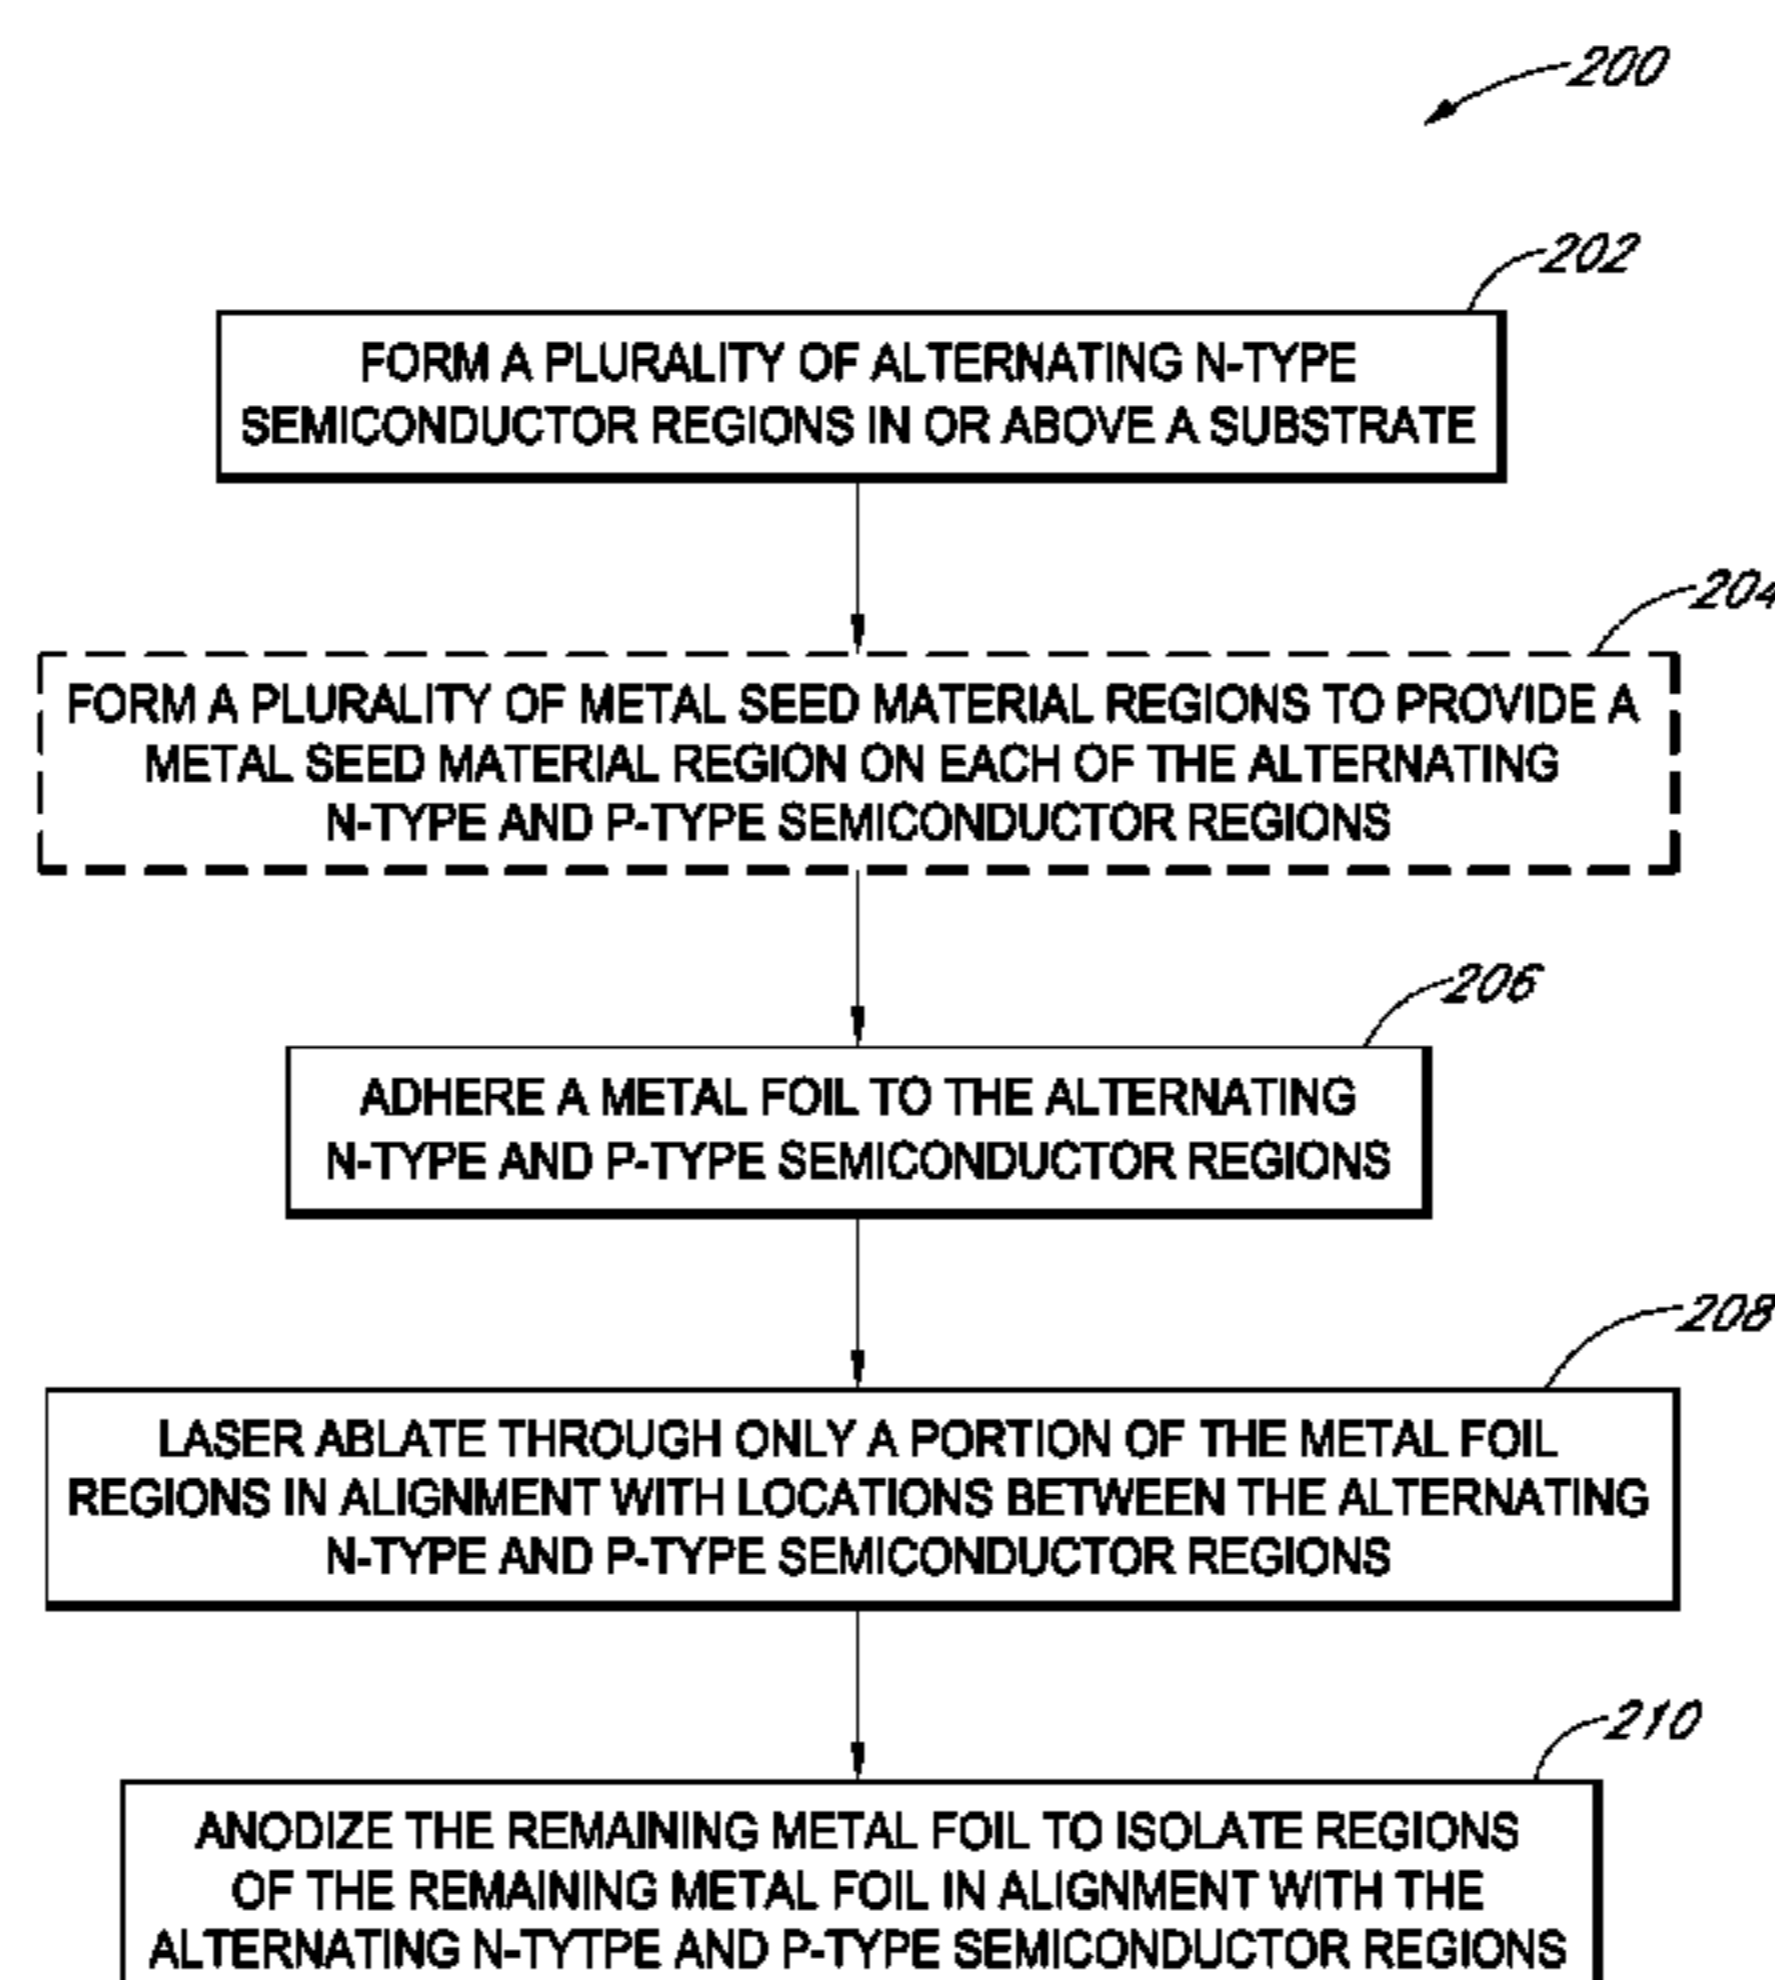 200
202
FORM A PLURALITY OF ALTERNATING N-TYPE
SEMICONDUCTOR REGIONS IN OR ABOVE A SUBSTRATE
204
FORM A PLURALITY OF METAL SEED MATERIAL REGIONS TO PROVIDE A
METAL SEED MATERIAL REGION ON EACH OF THE ALTERNATING
N-TYPE AND P-TYPE SEMICONDUCTOR REGIONS
206
ADHERE A METAL FOIL TO THE ALTERNATING
N-TYPE AND P-TYPE SEMICONDUCTOR REGIONS
208
LASER ABLATE THROUGH ONLY A PORTION OF THE METAL FOIL
REGIONS IN ALIGNMENT WITH LOCATIONS BETWEEN THE ALTERNATING
N-TYPE AND P-TYPE SEMICONDUCTOR REGIONS
210
ANODIZE THE REMAINING METAL FOIL TO ISOLATE REGIONS
OF THE REMAINING METAL FOIL IN ALIGNMENT WITH THE
ALTERNATING N-TYTPE AND P-TYPE SEMICONDUCTOR REGIONS